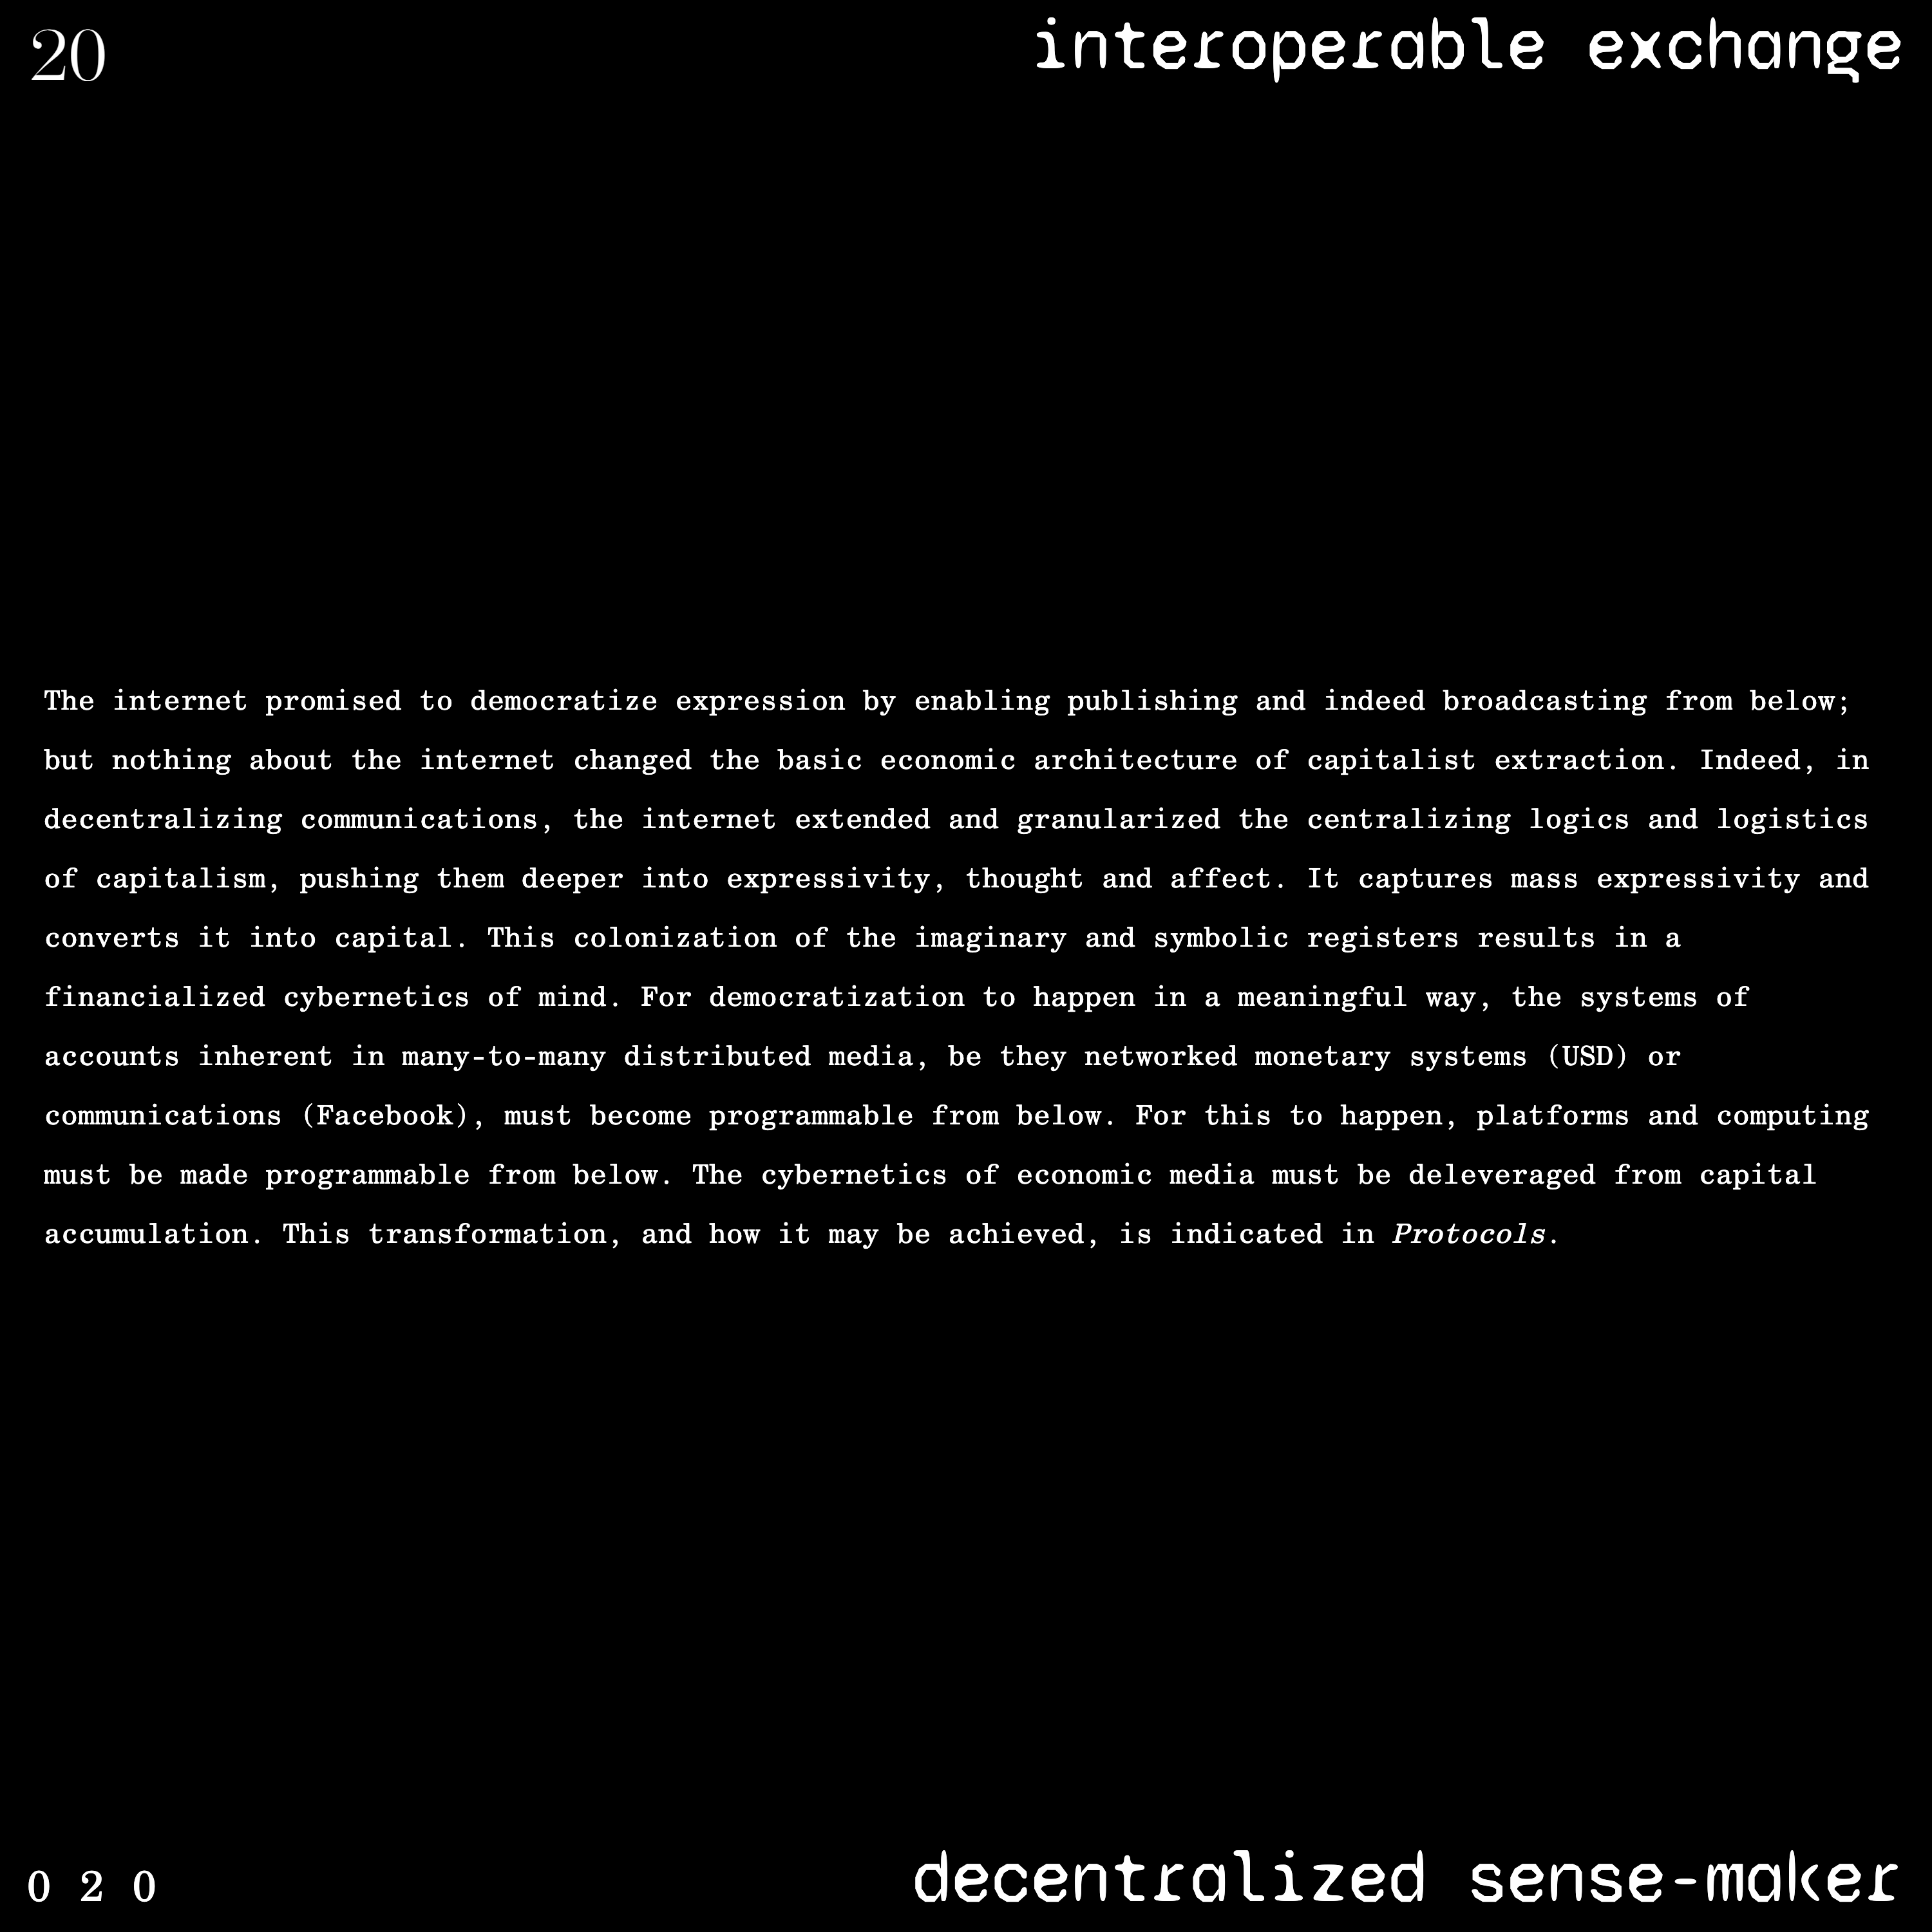 20
interoperable exchange
The internet promised to democratize expression by enabling publishing and indeed broadcasting from below;
but nothing about the internet changed the basic economic architecture of capitalist extraction. Indeed, in
decentralizing communications, the internet extended and granularized the centralizing logics and logistics
of capitalism, pushing them deeper into expressivity, thought and affect. It captures mass expressivity and
converts it into capital. This colonization of the imaginary and symbolic registers results in a
financialized cybernetics of mind. For democratization to happen in a meaningful way, the systems of
accounts inherent in many-to-many distributed media, be they networked monetary systems (USD) or
communications (Facebook), must become programmable from below. For this to happen, platforms and computing
must be made programmable from below. The cybernetics of economic media must be deleveraged from capital
accumulation. This transformation, and how it may be achieved, is indicated in Protocols.
0 2 0
decentralized sense-maker